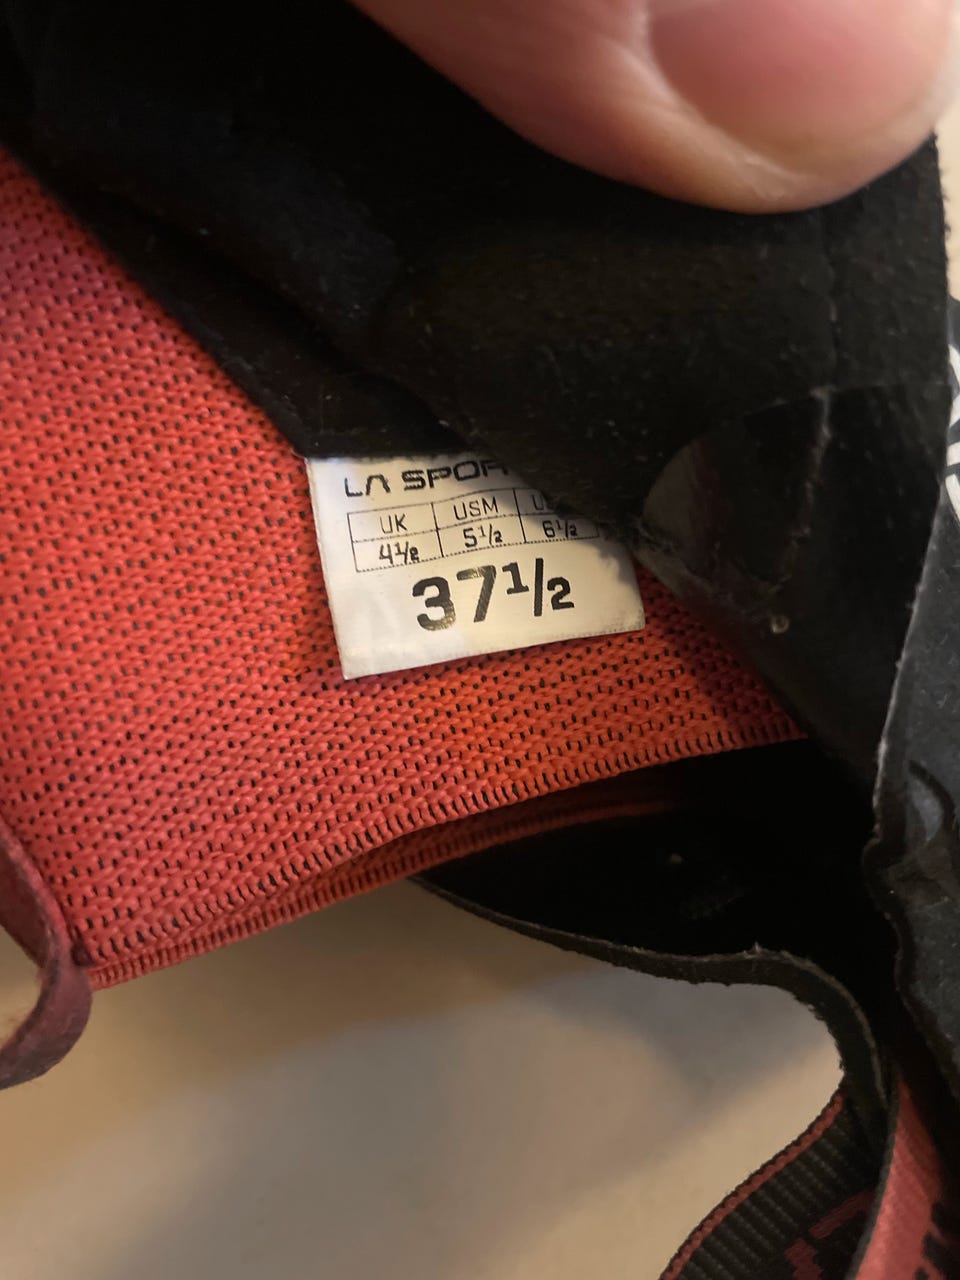 LA SPOR
UK USM U
4½ 5½ 6½
37½